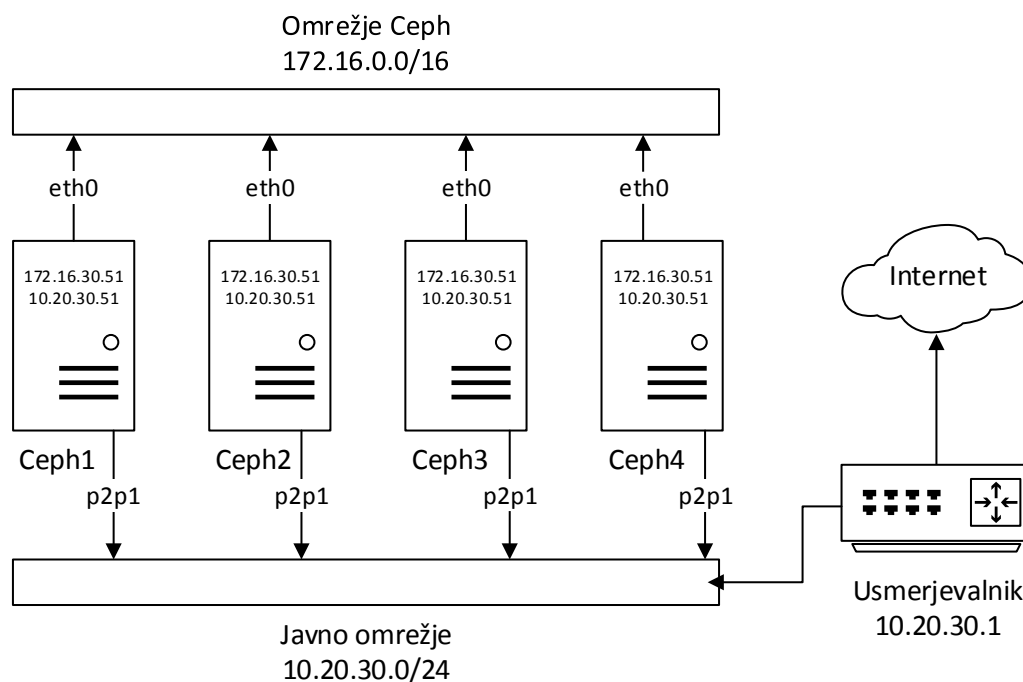 Omrežje Ceph
172.16.0.0/16
eth0
eth0
eth0
eth0
172.16.30.51
10.20.30.51
172.16.30.51
10.20.30.51
172.16.30.51
10.20.30.51
172.16.30.51
10.20.30.51
Internet
Ceph1
Ceph2
Ceph3
Ceph4
p2p1
p2p1
p2p1
p2p1
Usmerjevalnik
10.20.30.1
Javno omrežje
10.20.30.0/24